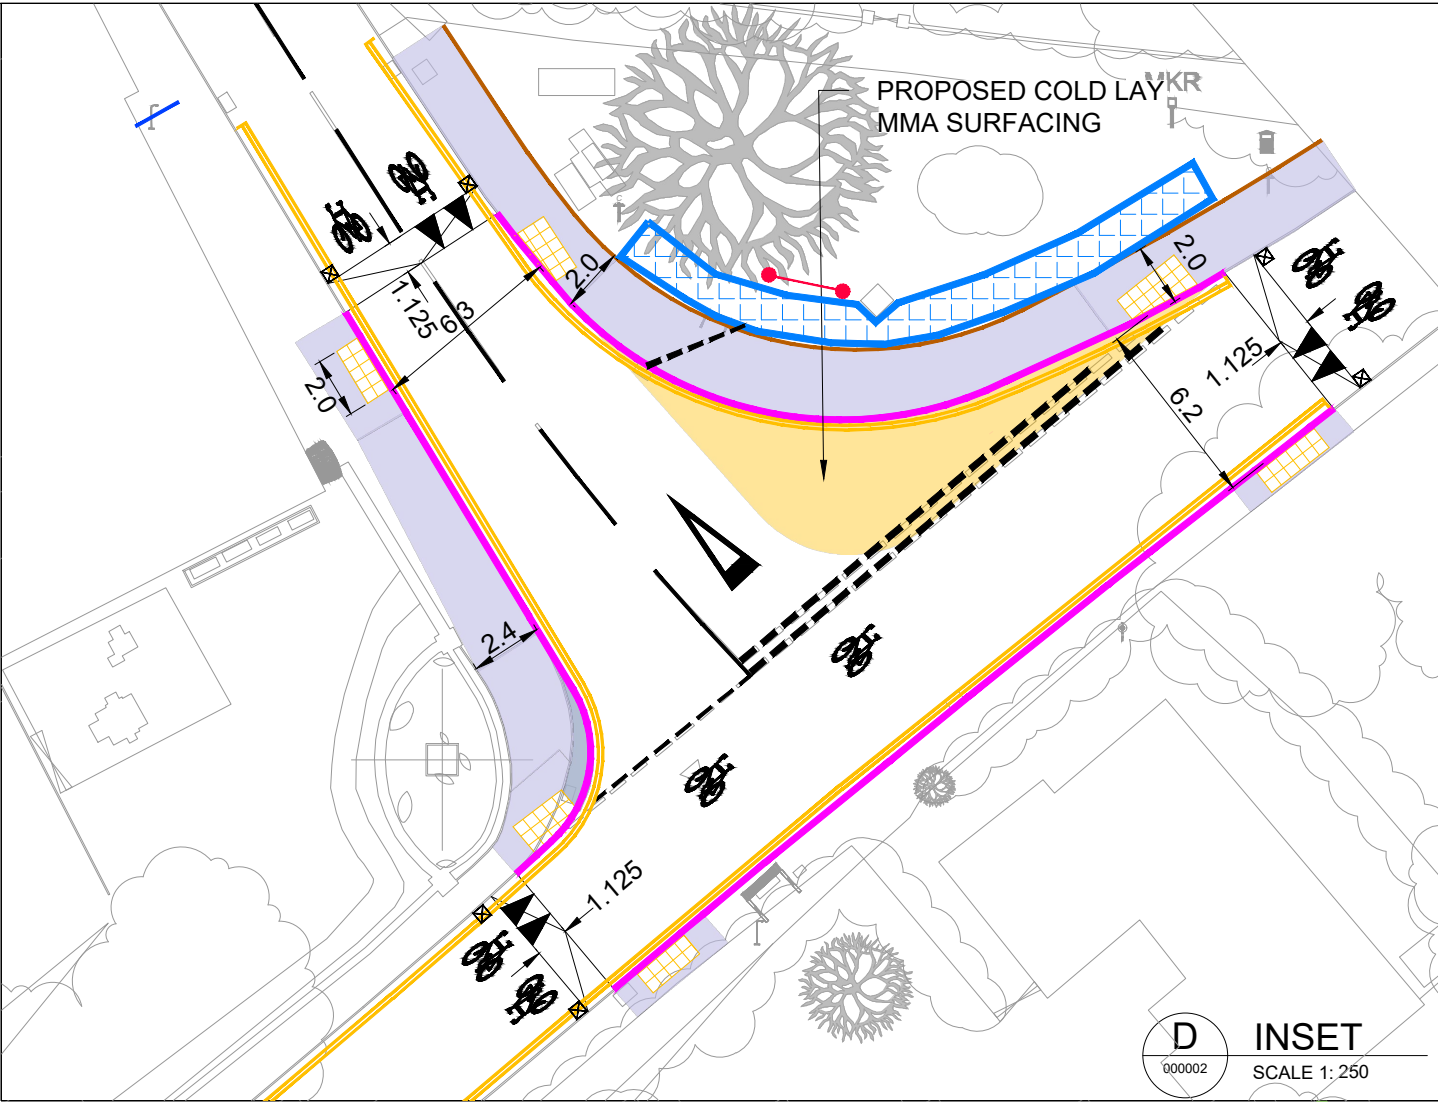 PROPOSED COLD LAY
MMA SURFACING
MKR
2.0
2.0
1.125
6.3
2.0
1.125
6.2
2.4
1.125
D
000002
INSET
SCALE 1: 250